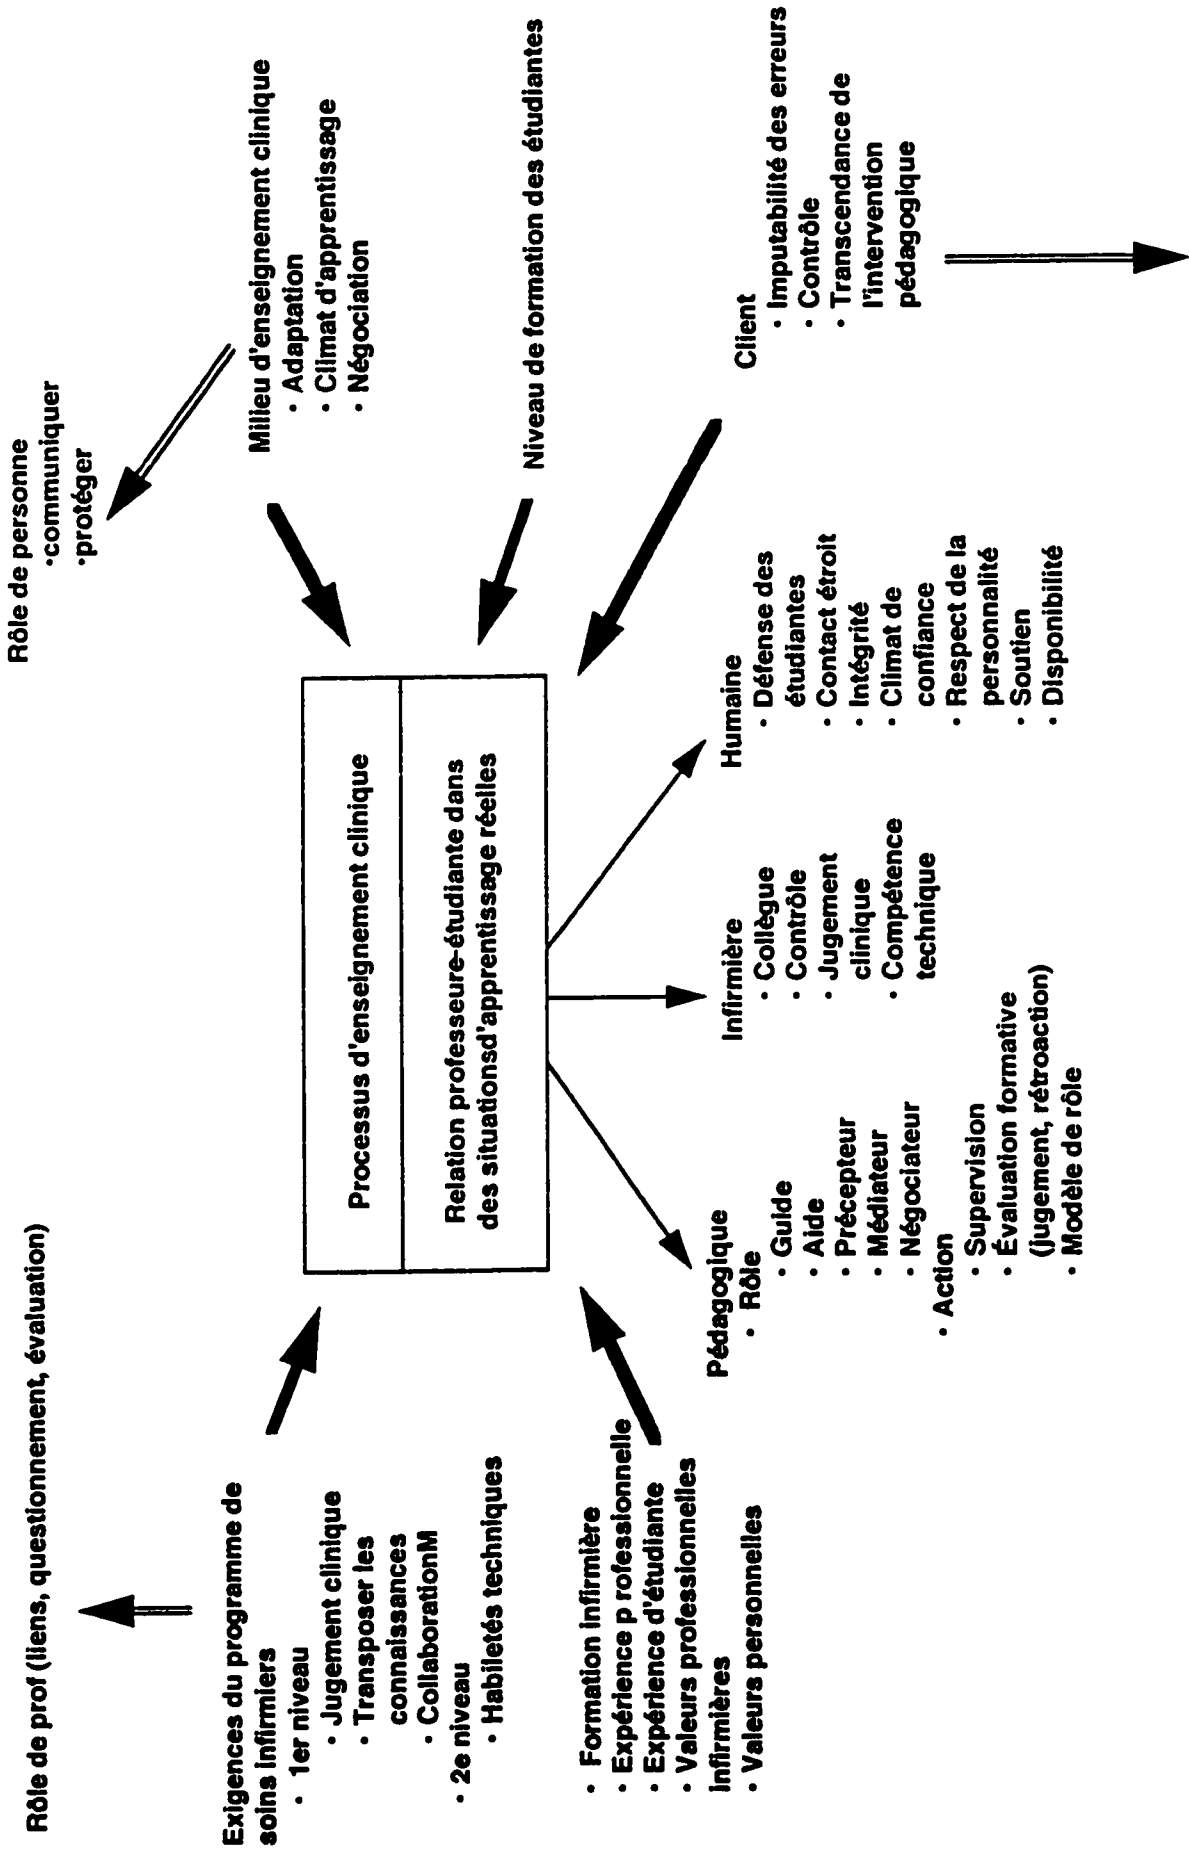 Rôle de prof (liens, questionnement, évaluation)
Rôle de personne
•communiquer
•protéger
Exigences du programme de
soins infirmiers
• 1er niveau
• Jugement clinique
• Transposer les
connaissances
• CollaborationM
• 2e niveau
• Habiletés techniques
Milieu d'enseignement clinique
• Adaptation
• Climat d'apprentissage
• Négociation
Processus d'enseignement clinique
Relation professeure-étudiante dans
des situationsd'apprentissage réelles
Niveau de formation des étudiantes
• Formation infirmière
• Expérience p rofessionnelle
• Expérience d'étudiante
• Valeurs professionnelles
infirmières
• Valeurs personnelles
Pédagogique
• Rôle
• Guide
• Aide
• Précepteur
• Médiateur
• Négociateur
• Action
• Supervision
• Évaluation formative
(jugement, rétroaction)
• Modèle de rôle
Infirmière
• Collègue
• Contrôle
• Jugement
clinique
• Compétence
technique
Humaine
• Défense des
étudiantes
• Contact étroit
• Intégrité
• Climat de
confiance
• Respect de la
personnalité
• Soutien
• Disponibilité
Client
• Imputabilité des erreurs
• Contrôle
• Transcendance de
l'intervention
pédagogique